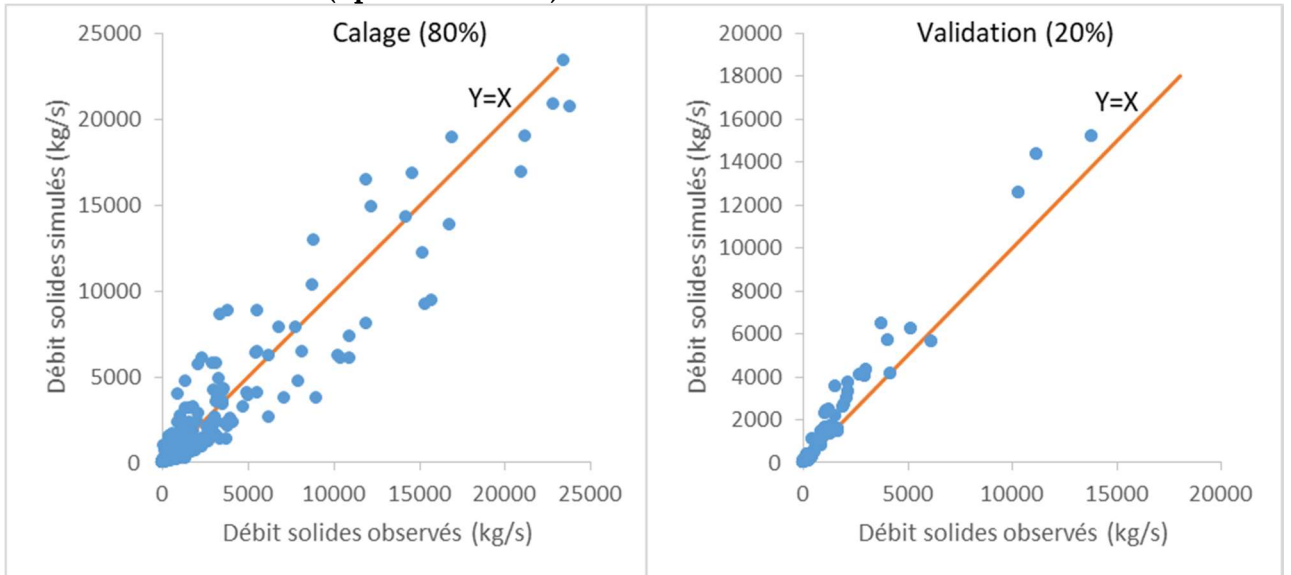 Calage (80%)
25000
20000
15000
10000
5000
0
Y=X
Débit solides simulés (kg/s)
0 5000 10000 15000 20000 25000
Débit solides observés (kg/s)
Validation (20%)
20000
18000
16000
14000
12000
10000
8000
6000
4000
2000
0
Y=X
Débit solides simulés (kg/s)
0 5000 10000 15000 20000
Débit solides observés (kg/s)